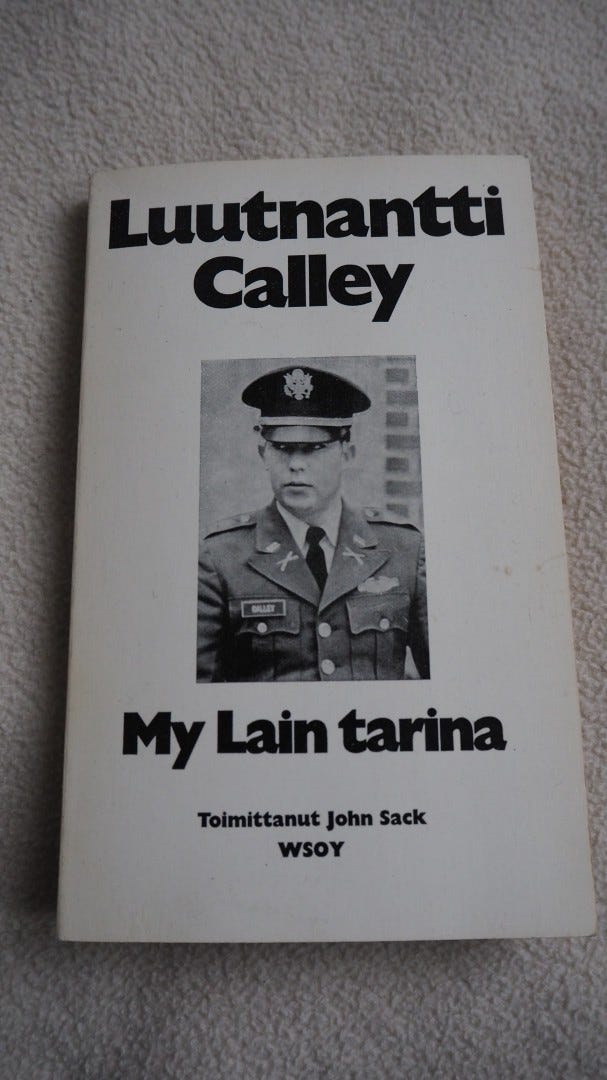 Luutnantti
Calley
CALLEY
My Lain tarina
Toimittanut John Sack
WSOY